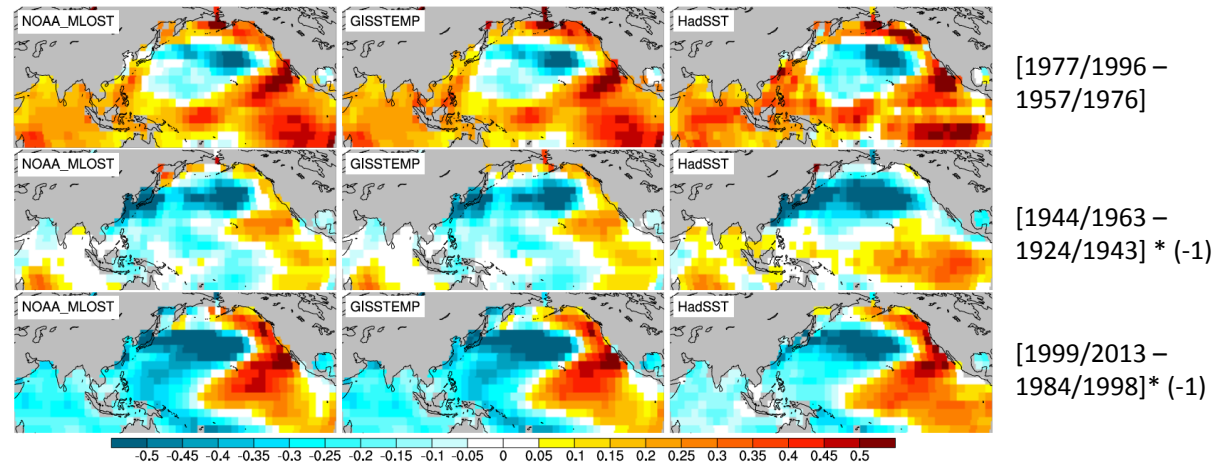 NOAA_MLOST GISSTEMP HadSST
[1977/1996 –
1957/1976]
NOAA_MLOST GISSTEMP HadSST
[1944/1963 –
1924/1943] * (-1)
NOAA_MLOST GISSTEMP HadSST
[1999/2013 –
1984/1998]* (-1)
-0.5 -0.45 -0.4 -0.35 -0.3 -0.25 -0.2 -0.15 -0.1 -0.05 0 0.05 0.1 0.15 0.2 0.25 0.3 0.35 0.4 0.45 0.5